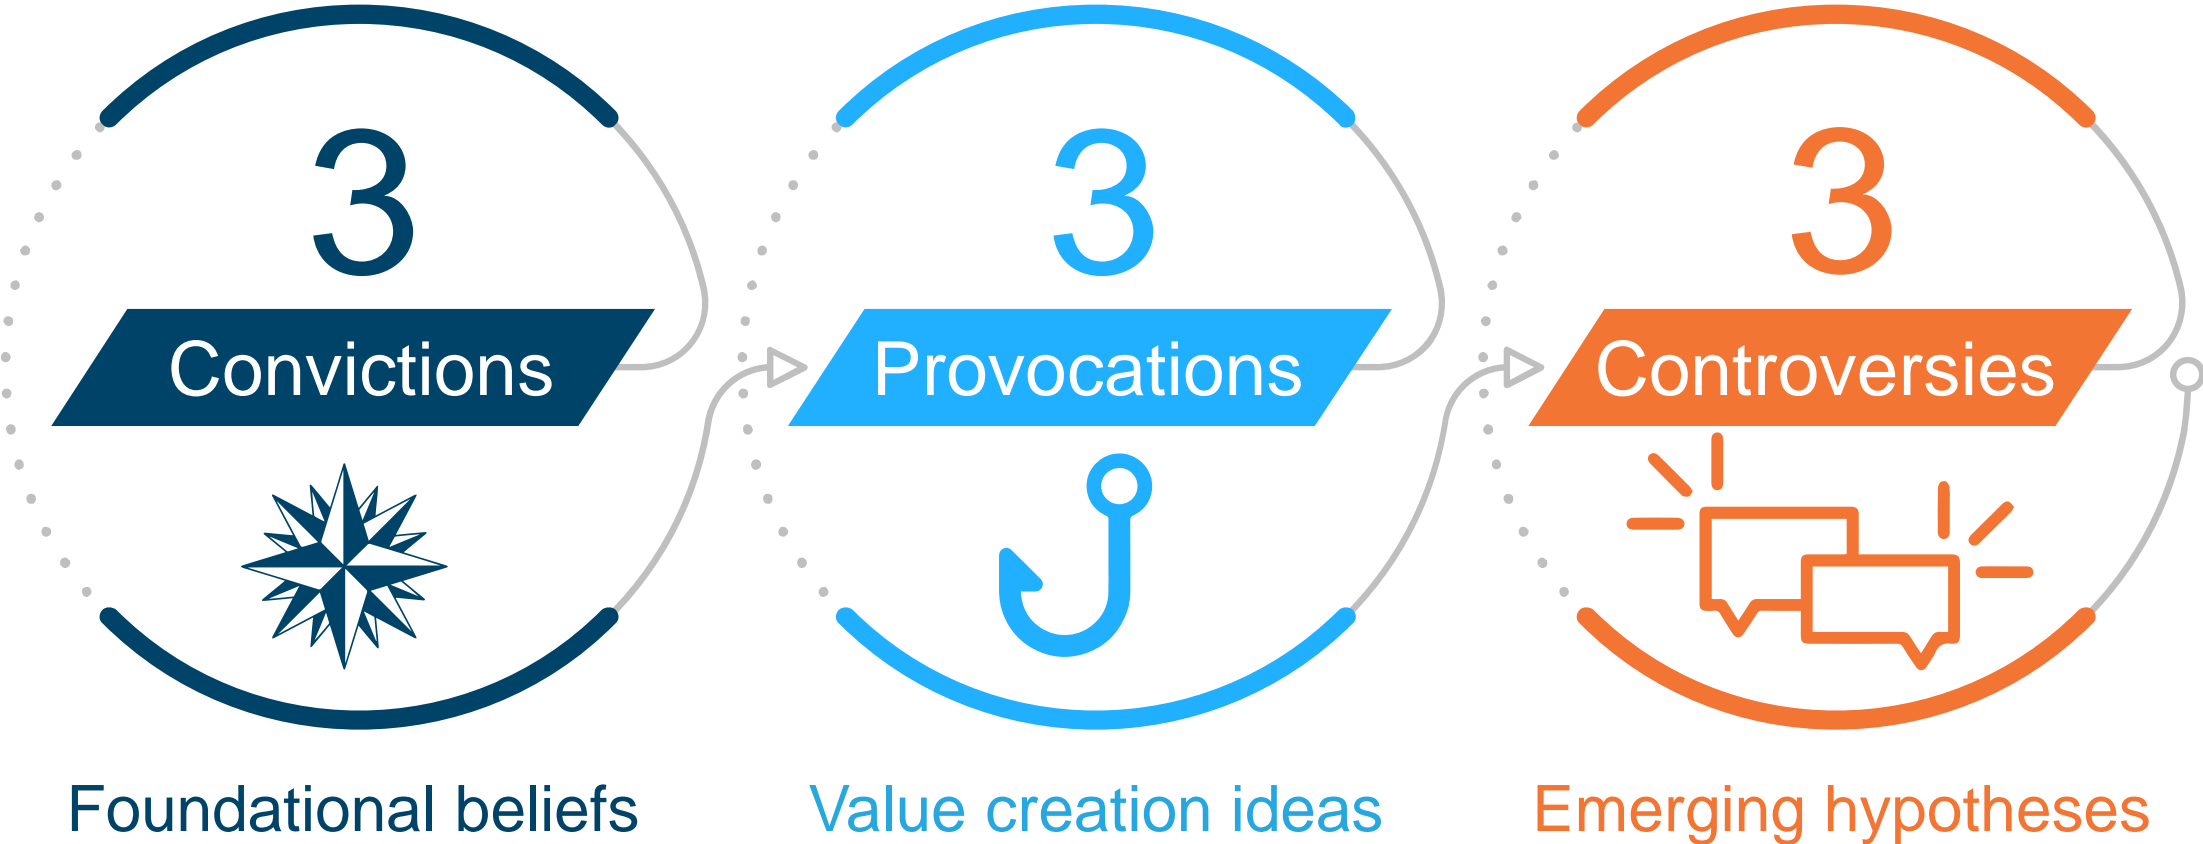 3
Convictions
Foundational beliefs
3
Provocations
Value creation ideas
3
Controversies
Emerging hypotheses